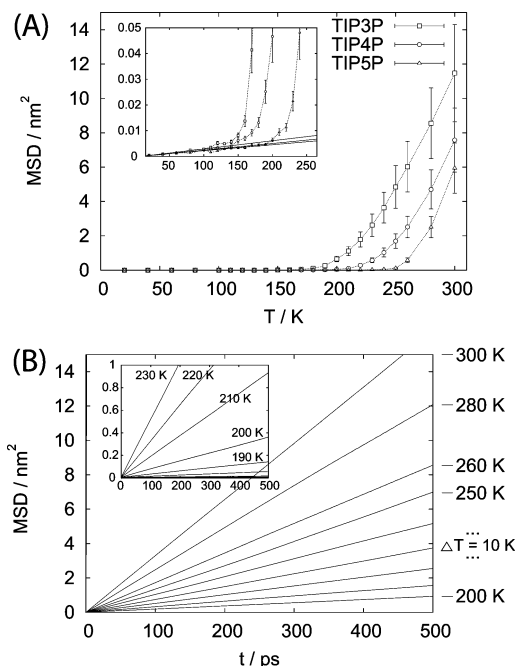 (A)
TIP3P
TIP4P
TIP5P
MSD / nm²
14
12
10
8
6
4
2
0
0.05
0.04
0.03
0.02
0.01
0
50 100 150 200 250
0 50 100 150 200 250 300
T / K
(B)
MSD / nm²
14
12
10
8
6
4
2
0
1
0.8
0.6
0.4
0.2
0
230 K 220 K
210 K
200 K
190 K
0 100 200 300 400 500
300 K
280 K
260 K
250 K
...
ΔT = 10 K
...
200 K
0 100 200 300 400 500
t / ps